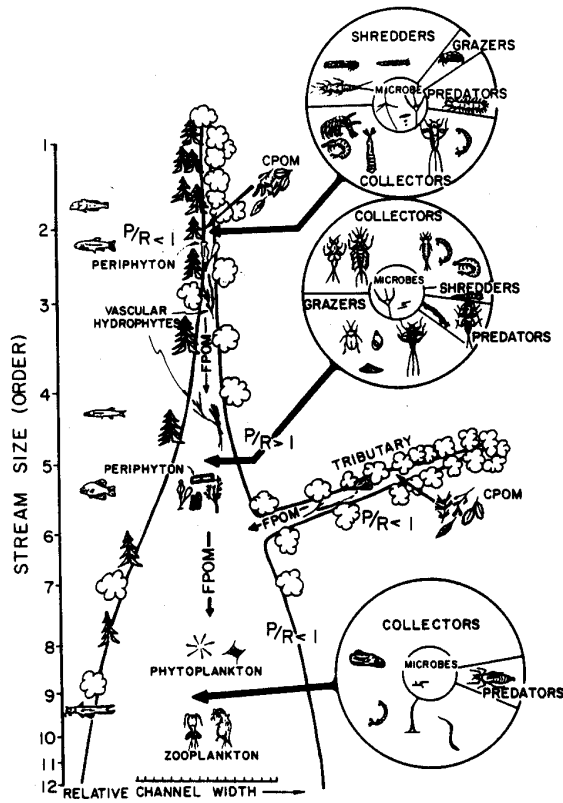 SHREDDERS
GRAZERS
MICROBES
PREDATORS
COLLECTORS
1
CPOM
2
P/R < 1
PERIPHYTON
COLLECTORS
MICROBES
SHREDDERS
GRAZERS
PREDATORS
3
VASCULAR
HYDROPHYTES
FPOM
STREAM SIZE (ORDER)
4
P/R > 1
5
PERIPHYTON
TRIBUTARY
CPOM
FPOM
P/R < 1
6
FPOM
7
P/R < 1
8
PHYTOPLANKTON
COLLECTORS
MICROBES
PREDATORS
9
10
ZOOPLANKTON
11
12
RELATIVE CHANNEL WIDTH